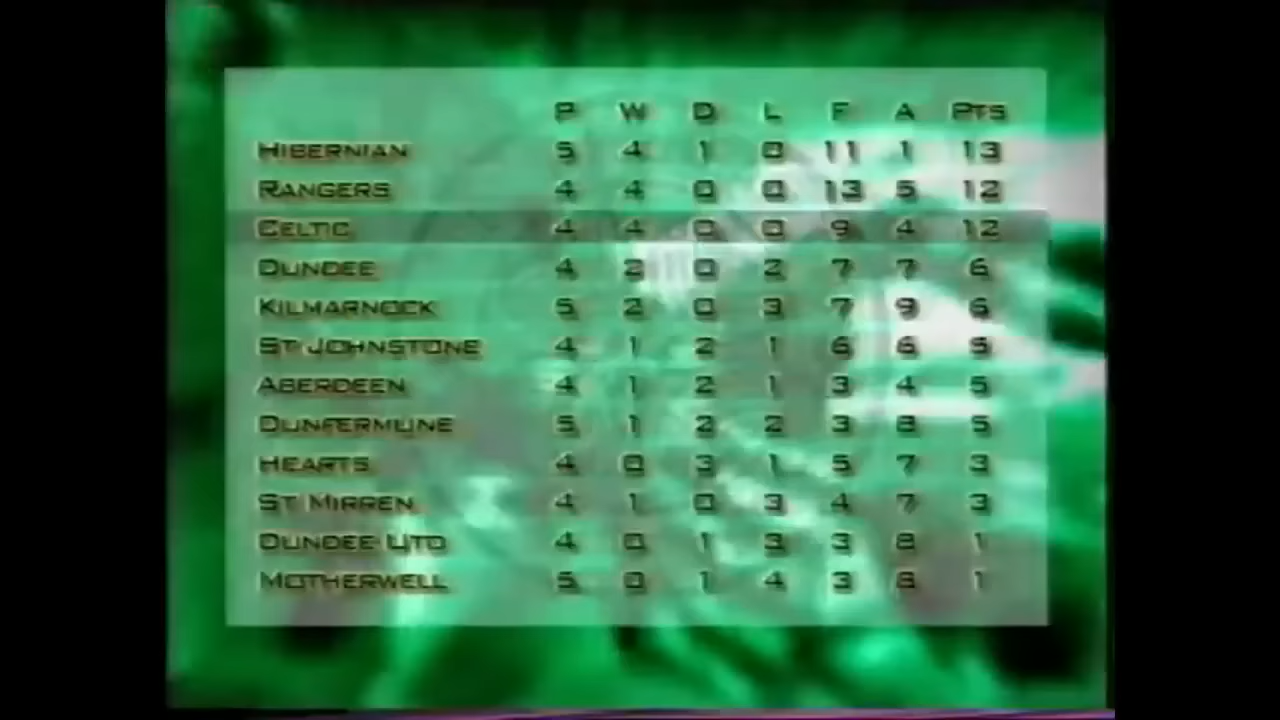 P W D L F A PTS
HIBERNIAN 5 4 1 0 11 1 13
RANGERS 4 4 0 0 13 5 12
CELTIC 4 4 0 0 9 4 12
DUNDEE 4 2 0 2 7 7 6
KILMARNOCK 5 2 0 3 7 9 6
ST JOHNSTONE 4 1 2 1 6 6 5
ABERDEEN 4 1 2 1 3 4 5
DUNFERMLINE 5 1 2 2 3 8 5
HEARTS 4 0 3 1 5 7 3
ST MIRREN 4 1 0 3 4 7 3
DUNDEE UTD 4 0 1 3 3 8 1
MOTHERWELL 5 0 1 4 3 8 1